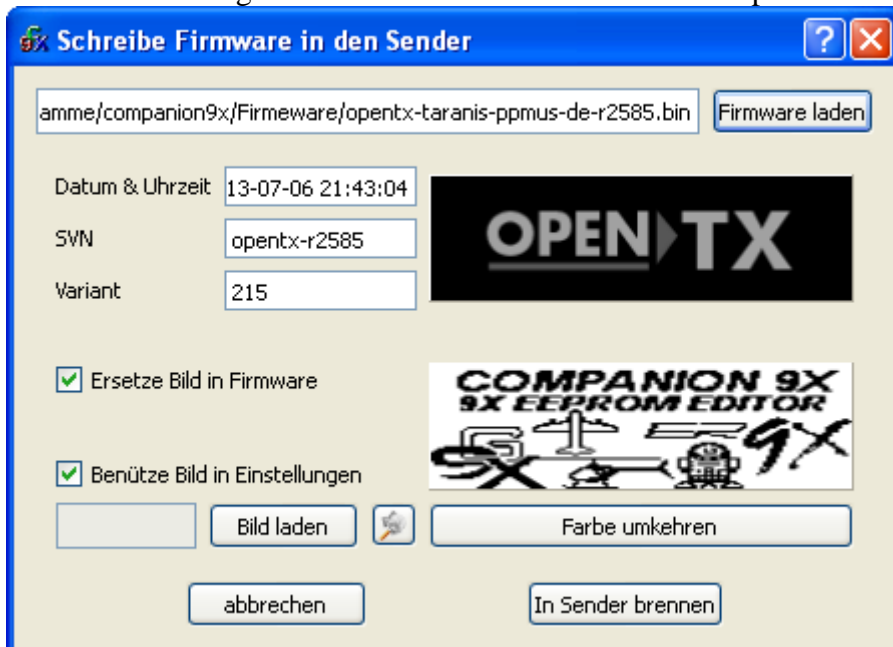 Schreibe Firmware in den Sender
amme/companion9x/Firmeware/opentx-taranis-ppmus-de-r2585.bin Firmware laden
Datum & Uhrzeit 13-07-06 21:43:04
OPEN TX
SVN opentx-r2585
Variant 215
Ersetze Bild in Firmware
COMPANION 9X
9X EEPROM EDITOR
9X
Benütze Bild in Einstellungen
Bild laden Farbe umkehren
abbrechen In Sender brennen